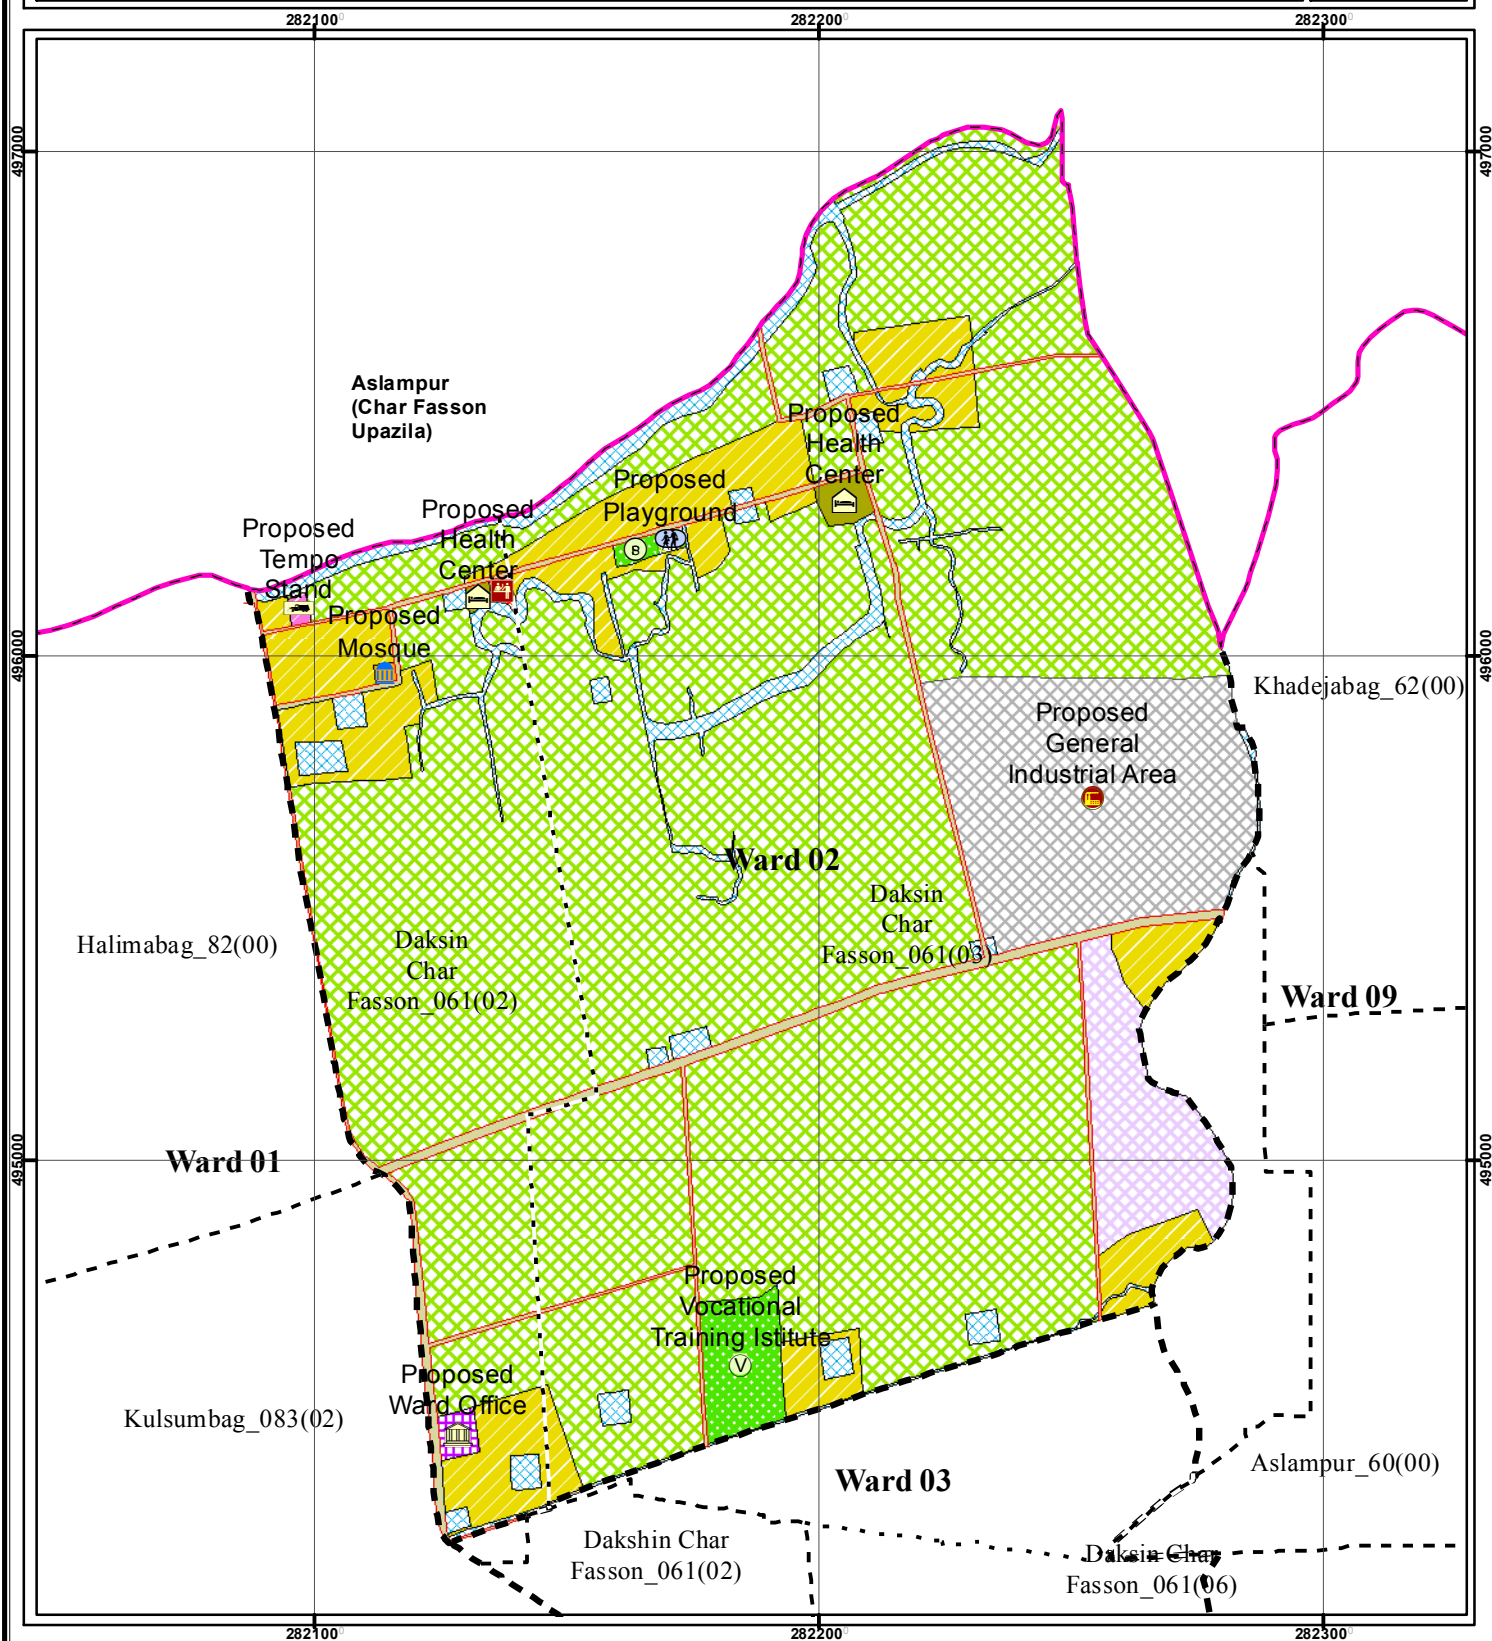 282100
282200
282300
497000
497000
Aslampur
(Char Fasson
Upazila)
Proposed
Health
Center
Proposed
Playground
B
Proposed
Health
Center
Proposed
Tempo
Stand
Proposed
Mosque
496000
496000
Khadejabag_62(00)
Proposed
General
Industrial Area
Ward 02
Daksin
Char
Fasson_061(03)
Halimabag_82(00)
Daksin
Char
Fasson_061(02)
Ward 09
Ward 01
495000
495000
Proposed
Vocational
Training Istitute
V
Proposed
Ward Office
Kulsumbag_083(02)
Ward 03
Aslampur_60(00)
Dakshin Char
Fasson_061(02)
Daksin Char
Fasson_061(06)
282100
282200
282300